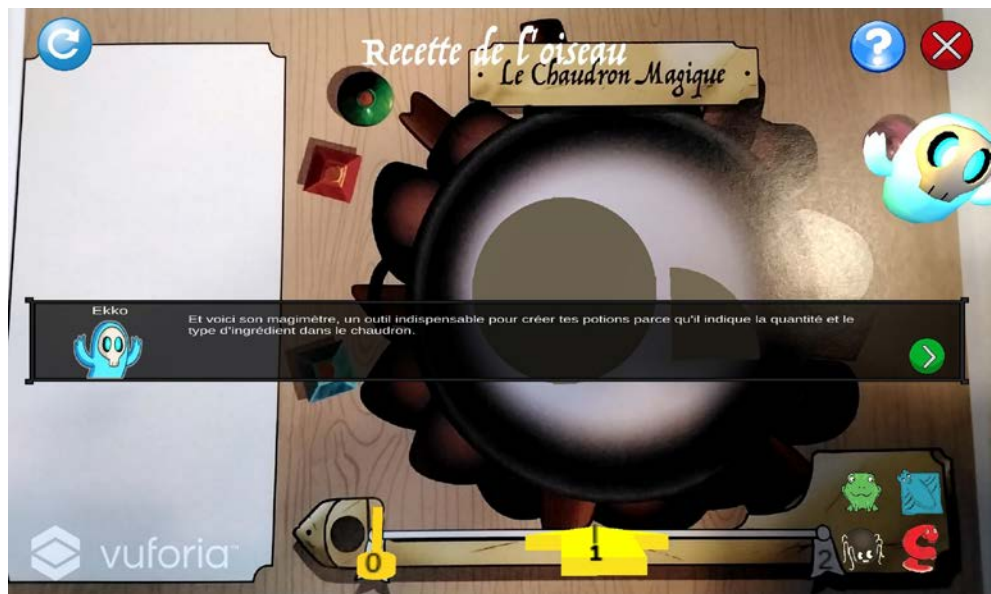 Recette de l'oiseau
· Le Chaudron Magique ·
?
Ekko
Et voici son magimètre, un outil indispensable pour créer tes potions parce qu'il indique la quantité et le
type d'ingrédient dans le chaudron.
0
1
2
vuforia™